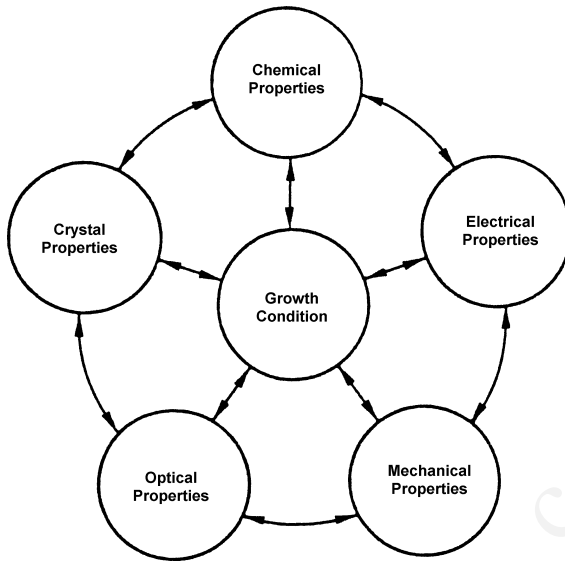 Chemical
Properties
Crystal
Properties
Electrical
Properties
Growth
Condition
Optical
Properties
Mechanical
Properties